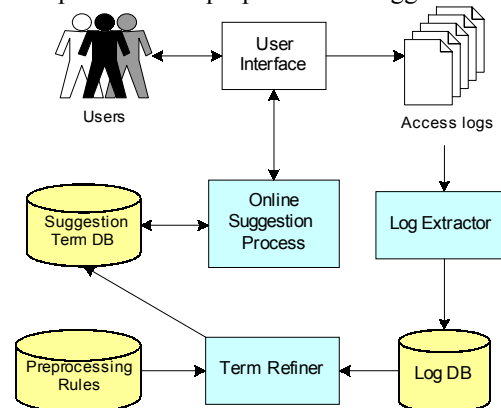 User
Interface
Users
Access logs
Suggestion
Term DB
Online
Suggestion
Process
Log Extractor
Preprocessing
Rules
Term Refiner
Log DB